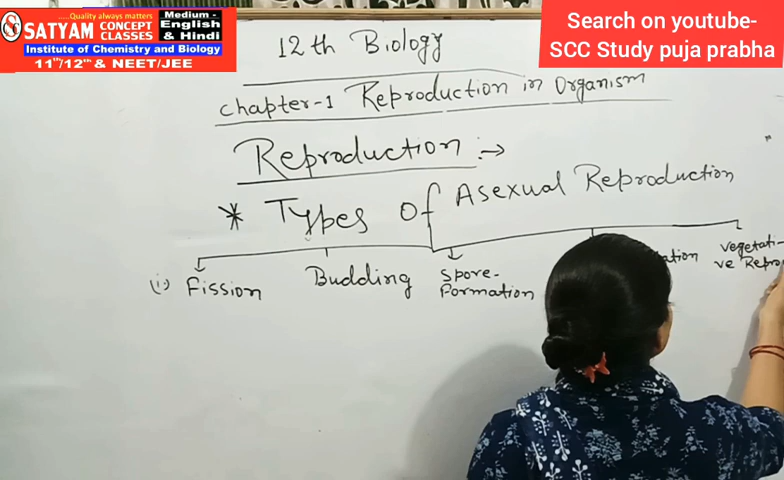 ....Quality always matters
SATYAM CONCEPT CLASSES
Medium - English & Hindi
Institute of Chemistry and Biology
11th/12th & NEET/JEE
Search on youtube-
SCC Study puja prabha
12th Biology
Chapter-1 Reproduction in Organism
Reproduction :→
* Types Of Asexual Reproduction
(i) Fission
Budding
Spore-
Formation
ation
vegetati-
ve Repro